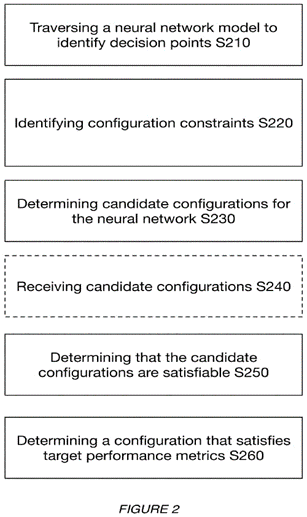 Traversing a neural network model to
identify decision points S210
Identifying configuration constraints S220
Determining candidate configurations for
the neural network S230
Receiving candidate configurations S240
Determining that the candidate
configurations are satisfiable S250
Determining a configuration that satisfies
target performance metrics S260
FIGURE 2